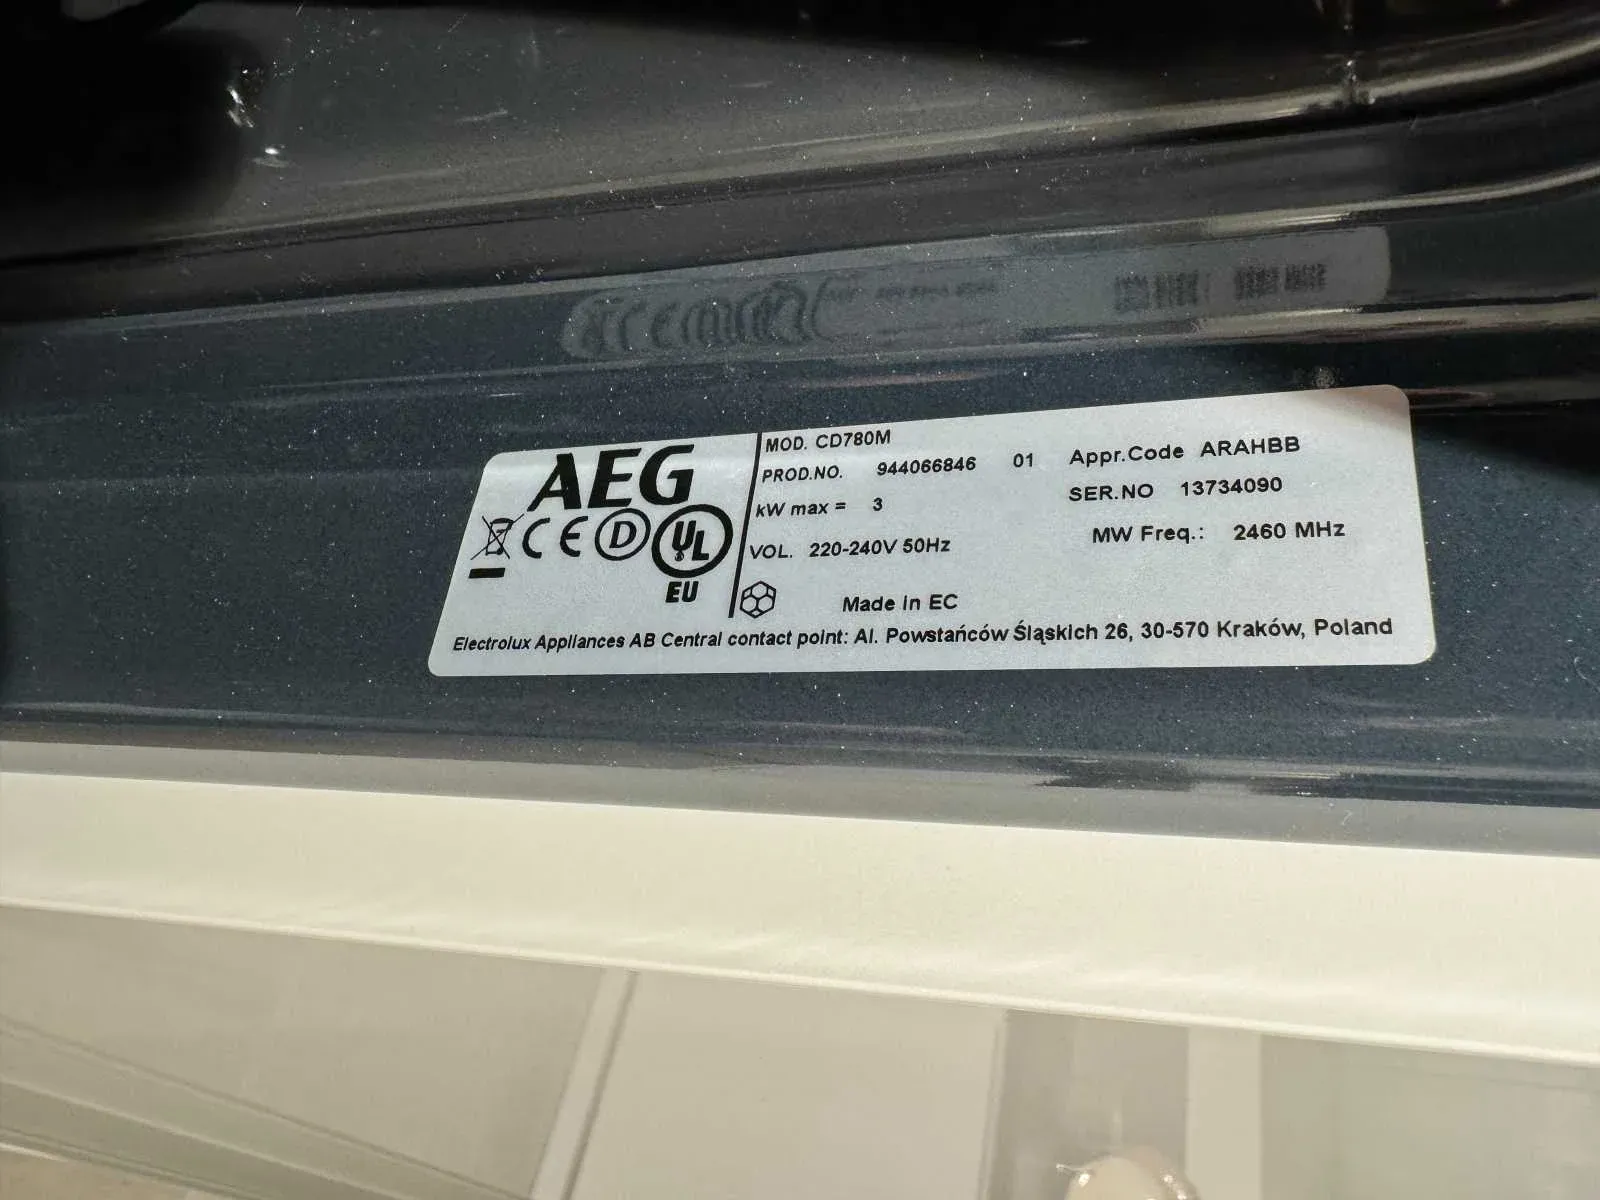 AEG
CE D UL
EU
MOD. CD780M
PROD.NO. 944066846 01 Appr.Code ARAHBB
kW max = 3 SER.NO 13734090
VOL. 220-240V 50Hz MW Freq.: 2460 MHz
Made in EC
Electrolux Appliances AB Central contact point: Al. Powstańców Śląskich 26, 30-570 Kraków, Poland